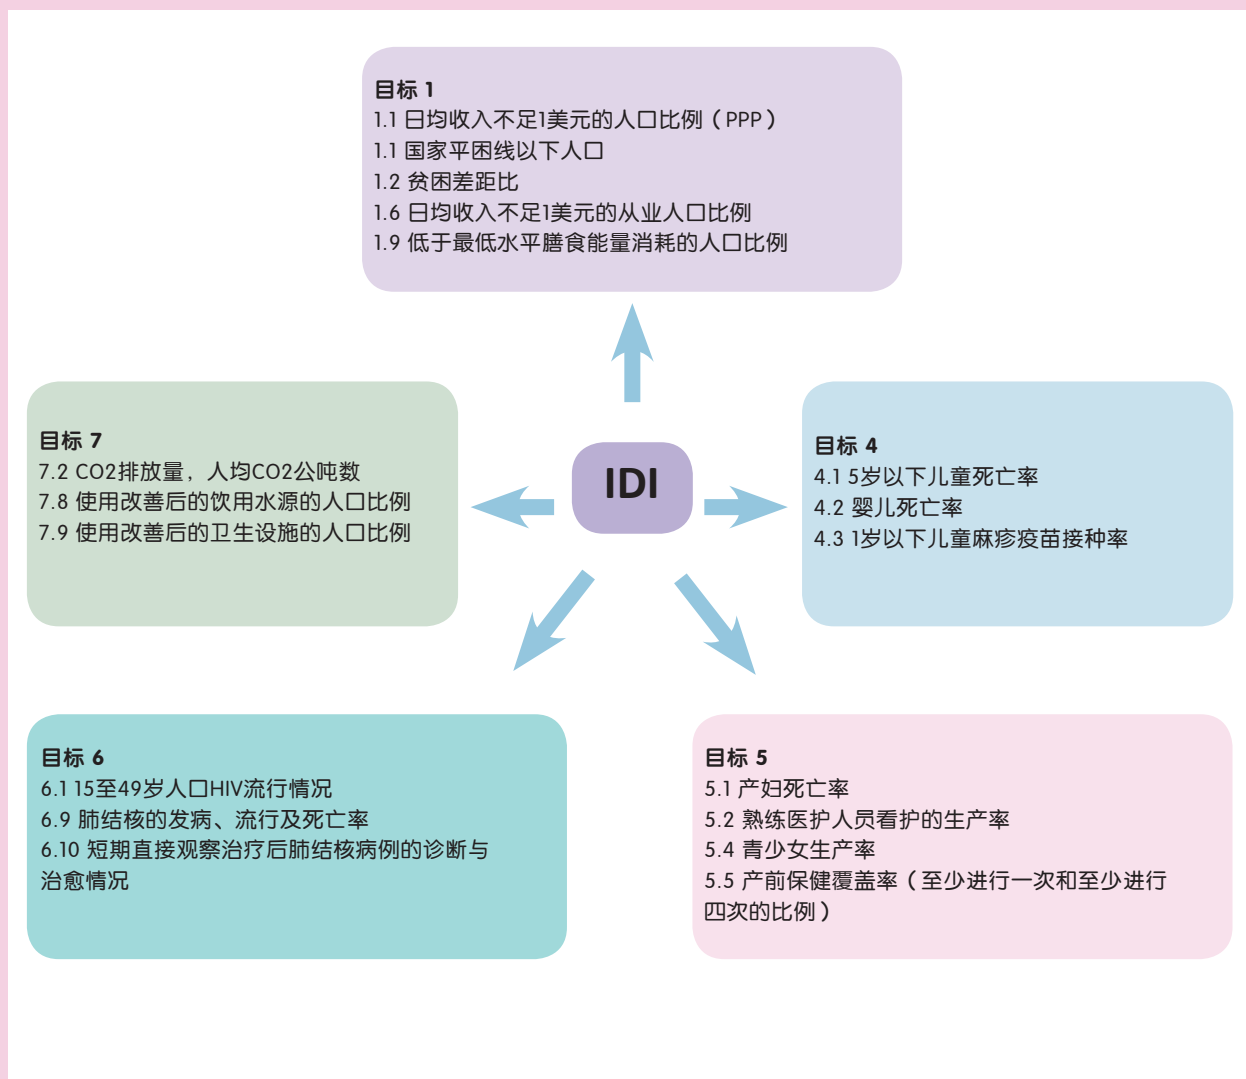 目标 1
1.1 日均收入不足1美元的人口比例（PPP）
1.1 国家平困线以下人口
1.2 贫困差距比
1.6 日均收入不足1美元的从业人口比例
1.9 低于最低水平膳食能量消耗的人口比例
目标 7
7.2 CO2排放量，人均CO2公吨数
7.8 使用改善后的饮用水源的人口比例
7.9 使用改善后的卫生设施的人口比例
IDI
目标 4
4.1 5岁以下儿童死亡率
4.2 婴儿死亡率
4.3 1岁以下儿童麻疹疫苗接种率
目标 6
6.1 15至49岁人口HIV流行情况
6.9 肺结核的发病、流行及死亡率
6.10 短期直接观察治疗后肺结核病例的诊断与
治愈情况
目标 5
5.1 产妇死亡率
5.2 熟练医护人员看护的生产率
5.4 青少女生产率
5.5 产前保健覆盖率（至少进行一次和至少进行
四次的比例）